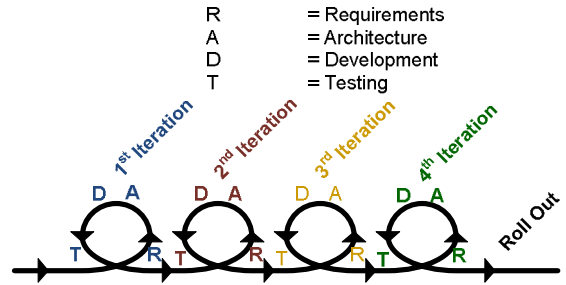 R = Requirements
A = Architecture
D = Development
T = Testing
1st Iteration
2nd Iteration
3rd Iteration
4th Iteration
D A
D A
D A
D A
Roll Out
T R
T R
T R
T R